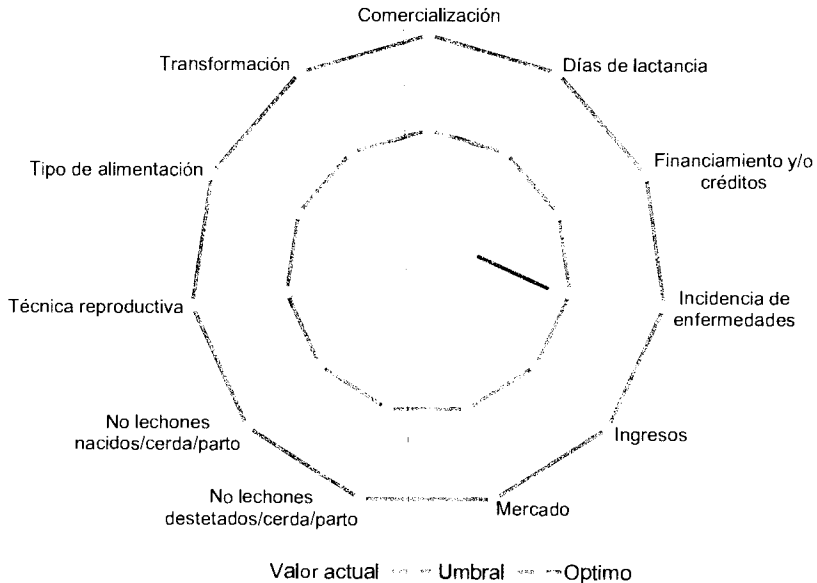 Comercialización
Transformación
Días de lactancia
Tipo de alimentación
Financiamiento y/o
créditos
Técnica reproductiva
Incidencia de
enfermedades
No lechones
nacidos/cerda/parto
Ingresos
No lechones
destetados/cerda/parto
Mercado
Valor actual Umbral Optimo